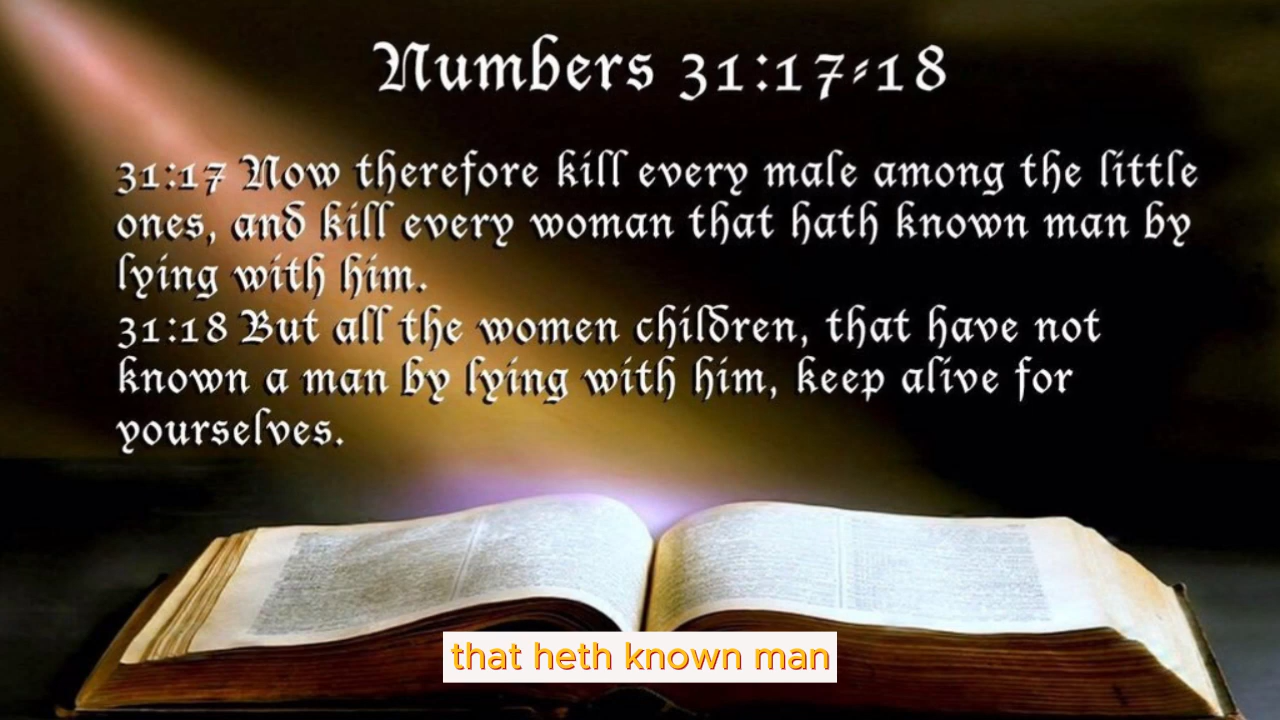 Numbers 31:17-18
31:17 Now therefore kill every male among the little
ones, and kill every woman that hath known man by
lying with him.
31:18 But all the women children, that have not
known a man by lying with him, keep alive for
yourselves.
that heth known man